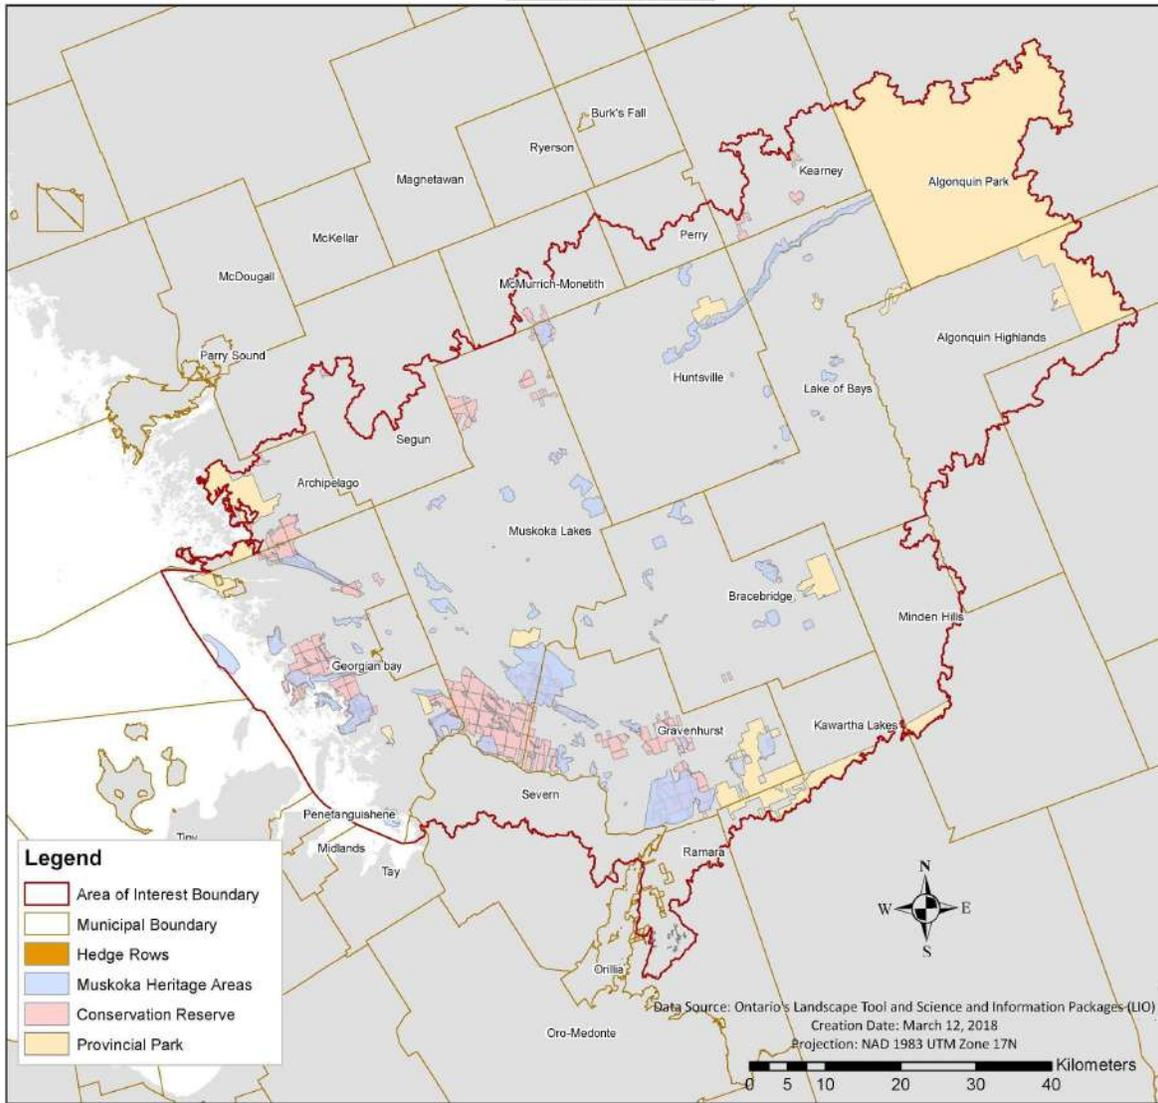 Burk's Fall
Ryerson
Kearney
Magnetawan
Algonquin Park
McKellar
Perry
McDougall
McMurrich-Monetith
Algonquin Highlands
Parry Sound
Huntsville
Lake of Bays
Segun
Archipelago
Muskoka Lakes
Bracebridge
Minden Hills
Georgian bay
Kawartha Lakes
Gravenhurst
Severn
Penetanguishene
Tiny
Midlands
Ramara
Tay
Legend
Area of Interest Boundary
Municipal Boundary
Hedge Rows
Muskoka Heritage Areas
Conservation Reserve
Provincial Park
N
W E
S
Orillia
Oro-Medonte
Data Source: Ontario's Landscape Tool and Science and Information Packages (LIO)
Creation Date: March 12, 2018
Projection: NAD 1983 UTM Zone 17N
Kilometers
0 5 10 20 30 40